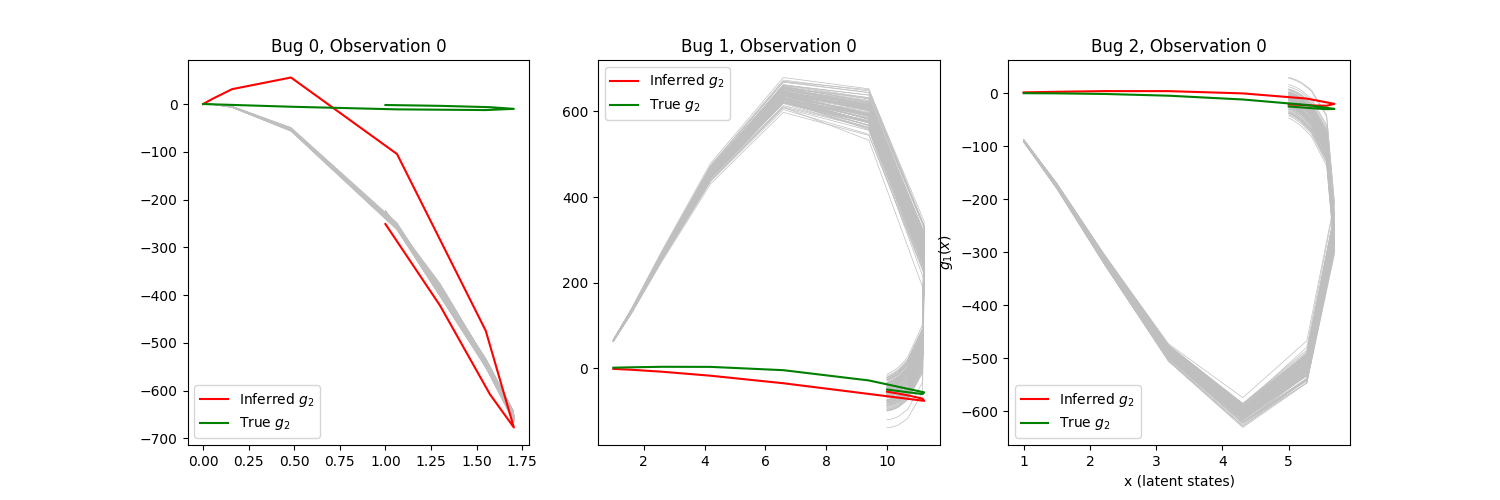 Bug 0, Observation 0
0
−100
−200
−300
−400
−500
−600
−700
0.00 0.25 0.50 0.75 1.00 1.25 1.50 1.75
Inferred g₂
True g₂
Bug 1, Observation 0
600
400
200
0
2 4 6 8 10
Inferred g₂
True g₂
Bug 2, Observation 0
g₁(x)
0
−100
−200
−300
−400
−500
−600
1 2 3 4 5
x (latent states)
Inferred g₂
True g₂